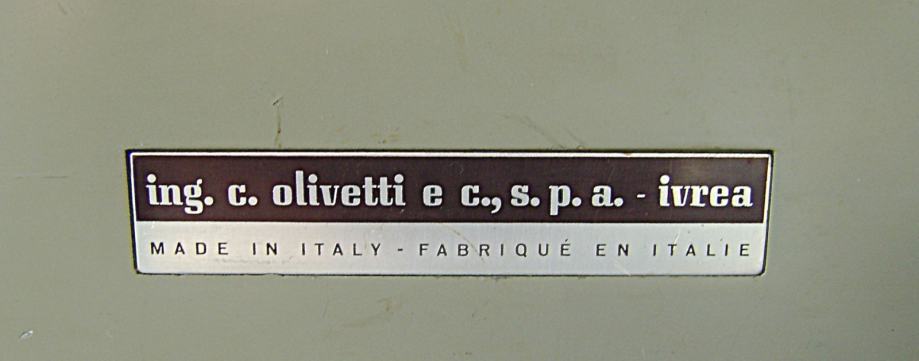 ing. c. olivetti e c., s. p. a. - ivrea
MADE IN ITALY - FABRIQUÉ EN ITALIE